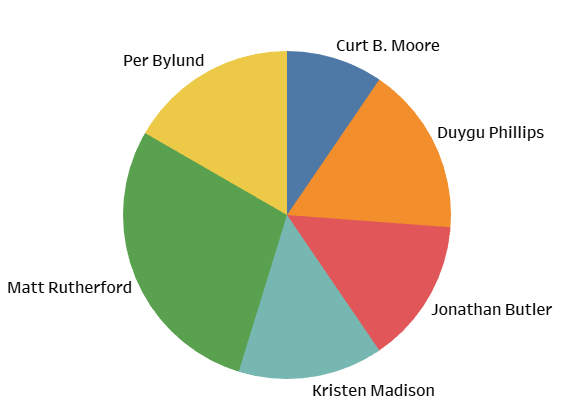 Curt B. Moore
Per Bylund
Duygu Phillips
Matt Rutherford
Jonathan Butler
Kristen Madison